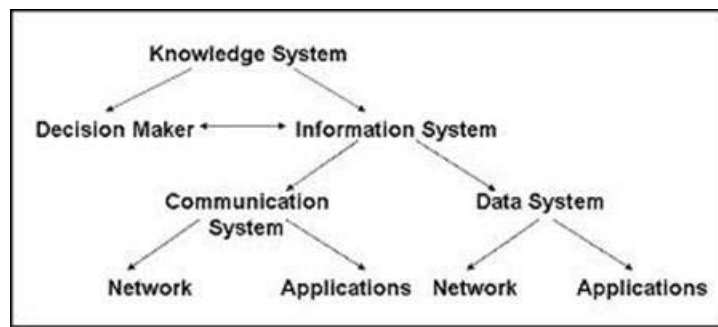 Knowledge System
Decision Maker
Information System
Communication
System
Data System
Network
Applications
Network
Applications